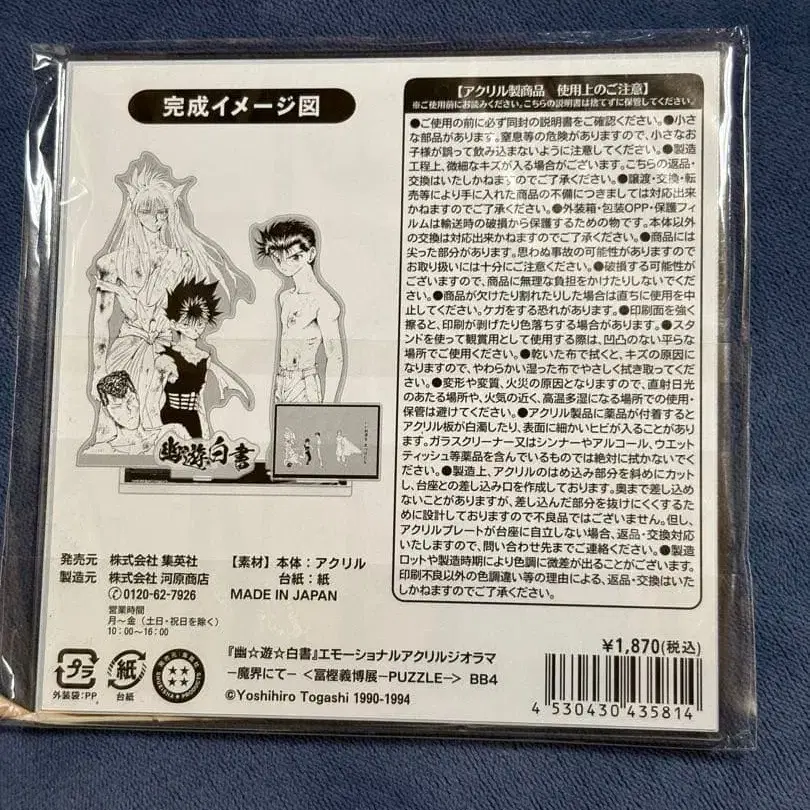 完成イメージ図
幽☆遊☆白書
発売元 株式会社 集英社
製造元 株式会社 河原商店
0120-62-7926
営業時間
月~金（土日・祝日を除く）
10：00~16：00
【素材】本体：アクリル
台紙：紙
MADE IN JAPAN
プラ
外装袋：PP
紙
台紙
【アクリル製商品 使用上のご注意】
※ご使用前にお読みください。こちらの説明書は捨てずに保管してください。
●ご使用の前に必ず同封の説明書をご確認ください。●小さ
な部品があります。窒息等の危険がありますので、小さなお
子様が誤って飲み込まないように注意してください。●製造
工程上、微細なキズが入る場合がございます。こちらの返品・
交換はいたしかねますのでご了承ください。●譲渡・交換・転
売等により手に入れた商品の不備につきましては対応出来
かねますのでご了承ください。●外装箱・包装OPP・保護フィ
ルムは輸送時の破損から保護するための物です。本体以外
の交換は対応出来かねますのでご了承ください。●商品には
尖った部分があります。思わぬ事故の可能性がありますので
お取り扱いには十分にご注意ください。●破損する可能性が
ございますので、商品に無理な負担をかけたりしないでくだ
さい。●商品が欠けたり割れたりした場合は直ちに使用を中
止してください。ケガをする恐れがあります。●印刷面を強く
擦ると、印刷が剥げたり色落ちする場合があります。●スタ
ンドを使って観賞用として使用する際は、凹凸のない平らな
場所でご使用ください。●乾いた布で拭くと、キズの原因に
なりますので、やわらかい湿った布でやさしく拭き取ってくだ
さい。●変形や変質、火災の原因となりますので、直射日光
のあたる場所や、火気の近く、高温多湿になる場所での使用・
保管は避けてください。●アクリル製品に薬品が付着すると
アクリル板が白濁したり、表面に細かいヒビが入ることがありま
す。ガラスクリーナー又はシンナーやアルコール、ウエット
ティッシュ等薬品を含んでいるものでは絶対に拭かないでく
ださい。●製造上、アクリルのはめ込み部分を斜めにカット
し、台座との差し込み口を作成しております。奥まで差し込め
ないことがありますが、差し込んだ部分を抜けにくくするた
めに設計しておりますので不良品ではございません。但し、
アクリルプレートが台座に自立しない場合、返品・交換対応
いたしますので、問い合わせ先までご連絡ください。●製造
ロットや製造時期により色調に微差が出ることがございます。
印刷不良以外の色調違い等の理由による、返品・交換はいた
しかねますのでご了承ください。
¥1,870(税込)
『幽☆遊☆白書』エモーショナルアクリルジオラマ
－魔界にて－＜冨樫義博展－PUZZLE－＞ BB4
©Yoshihiro Togashi 1990-1994
4 530430 435814